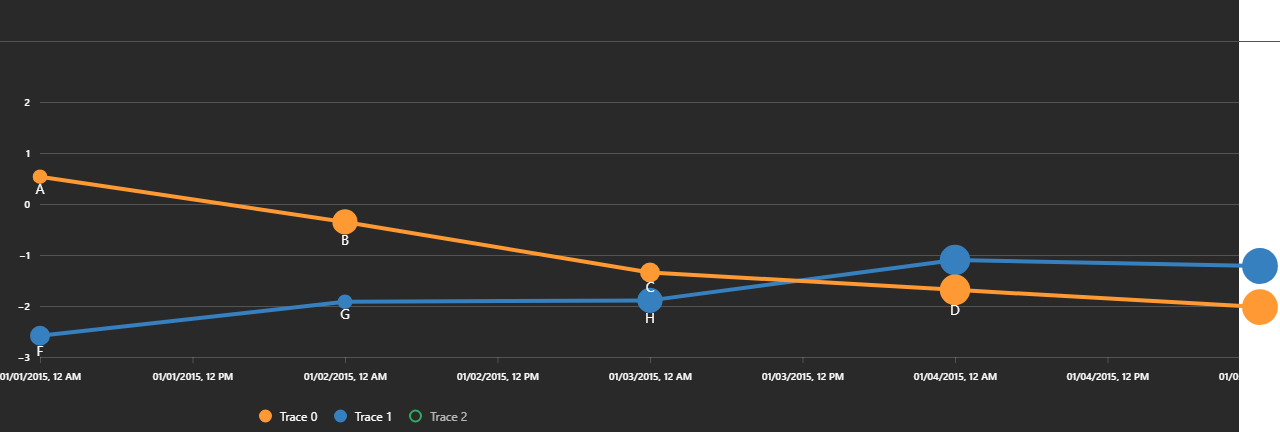 2
1
A
0
B
−1
C
−2
G
H
D
F
−3
01/01/2015, 12 AM 01/01/2015, 12 PM 01/02/2015, 12 AM 01/02/2015, 12 PM 01/03/2015, 12 AM 01/03/2015, 12 PM 01/04/2015, 12 AM 01/04/2015, 12 PM 01/0
Trace 0 Trace 1 Trace 2